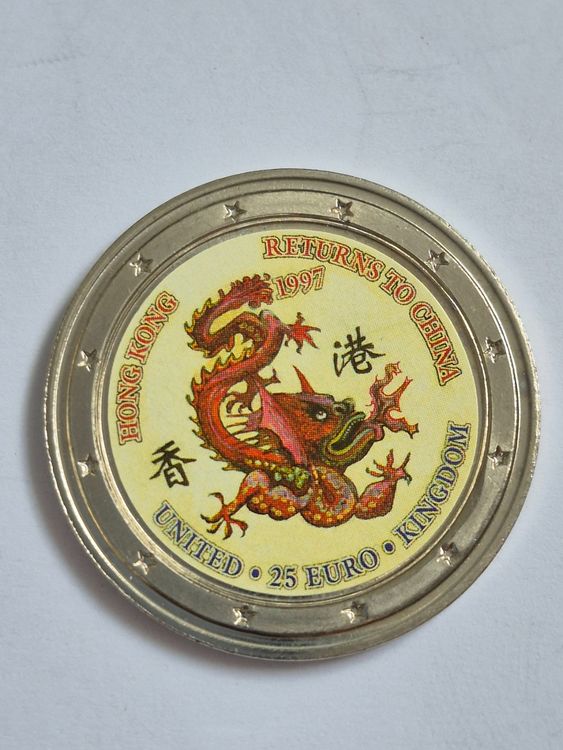 HONG KONG RETURNS TO CHINA
1997
香 港
UNITED • 25 EURO • KINGDOM